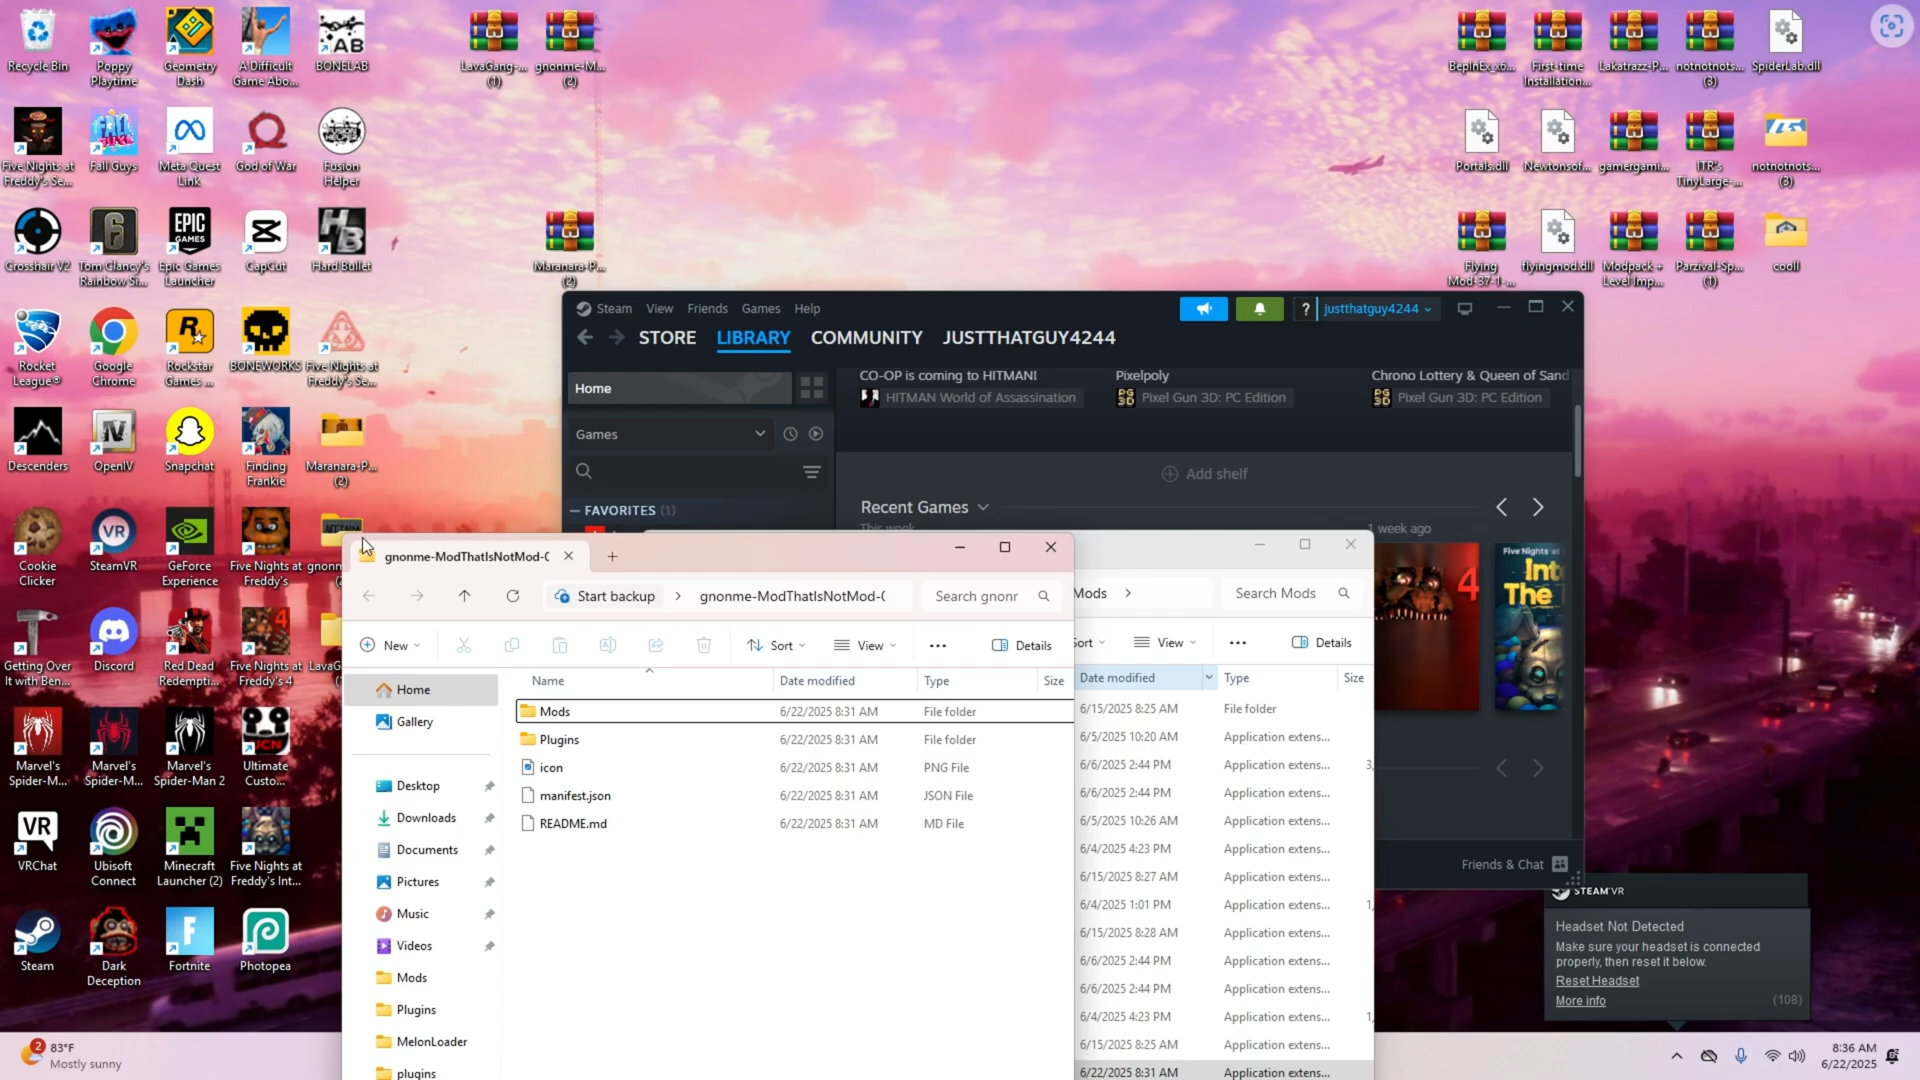 Recycle Bin
Poppy Playtime
Geometry Dash
A Difficult Game Abo...
BONELAB
LavaGang-... (1)
gnonme-M... (2)
BepInEx_x6...
First-time Installation...
Lakatrazz-P...
notnotnots... (3)
SpiderLab.dll
Five Nights at Freddy's Se...
Fall Guys
Meta Quest Link
God of War
Fusion Helper
Portals.dll
Newtonsof...
gamergami...
ITR's TinyLarge-...
notnotnots... (3)
Crosshair V2
Tom Clancy's Rainbow Si...
Epic Games Launcher
CapCut
Hard Bullet
Maranara-P... (2)
Flying Mod-37-1-...
flyingmod.dll
Modpack + Level Imp...
Parzival-Sp... (1)
cooll
Rocket League®
Google Chrome
Rockstar Games ...
BONEWORKS
Five Nights at Freddy's Se...
Descenders
OpenIV
Snapchat
Finding Frankie
Maranara-P... (2)
Cookie Clicker
SteamVR
GeForce Experience
Five Nights at Freddy's
Getting Over It with Ben...
Discord
Red Dead Redempti...
Five Nights at Freddy's 4
Marvel's Spider-M...
Marvel's Spider-M...
Marvel's Spider-Man 2
Ultimate Custo...
VRChat
Ubisoft Connect
Minecraft Launcher (2)
Five Nights at Freddy's Int...
Steam
Dark Deception
Fortnite
Photopea
Steam View Friends Games Help
? justthatguy4244
STORE LIBRARY COMMUNITY JUSTTHATGUY4244
Home
CO-OP is coming to HITMAN!
HITMAN World of Assassination
Pixelpoly
Pixel Gun 3D: PC Edition
Chrono Lottery & Queen of Sand
Pixel Gun 3D: PC Edition
Games
Add shelf
FAVORITES (1)
Recent Games
This week
1 week ago
4
Five Nights at
Into The
Friends & Chat
gnonme-ModThatIsNotMod-0
Start backup > gnonme-ModThatIsNotMod-0
Search gnonr
New Sort View ... Details
Home
Gallery
Desktop
Downloads
Documents
Pictures
Music
Videos
Mods
Plugins
MelonLoader
plugins
Name Date modified Type Size
Mods 6/22/2025 8:31 AM File folder
Plugins 6/22/2025 8:31 AM File folder
icon 6/22/2025 8:31 AM PNG File
manifest.json 6/22/2025 8:31 AM JSON File
README.md 6/22/2025 8:31 AM MD File
Mods > Search Mods
Sort View ... Details
Date modified Type Size
6/15/2025 8:25 AM File folder
6/5/2025 10:20 AM Application extens...
6/6/2025 2:44 PM Application extens... 3,
6/6/2025 2:44 PM Application extens...
6/5/2025 10:26 AM Application extens...
6/4/2025 4:23 PM Application extens...
6/15/2025 8:27 AM Application extens...
6/4/2025 1:01 PM Application extens... 1,
6/15/2025 8:28 AM Application extens...
6/6/2025 2:44 PM Application extens...
6/6/2025 2:44 PM Application extens...
6/4/2025 4:23 PM Application extens... 1,
6/15/2025 8:25 AM Application extens...
6/22/2025 8:31 AM Application extens...
STEAMVR
Headset Not Detected
Make sure your headset is connected
properly, then reset it below.
Reset Headset
More info (108)
2
83°F
Mostly sunny
8:36 AM
6/22/2025